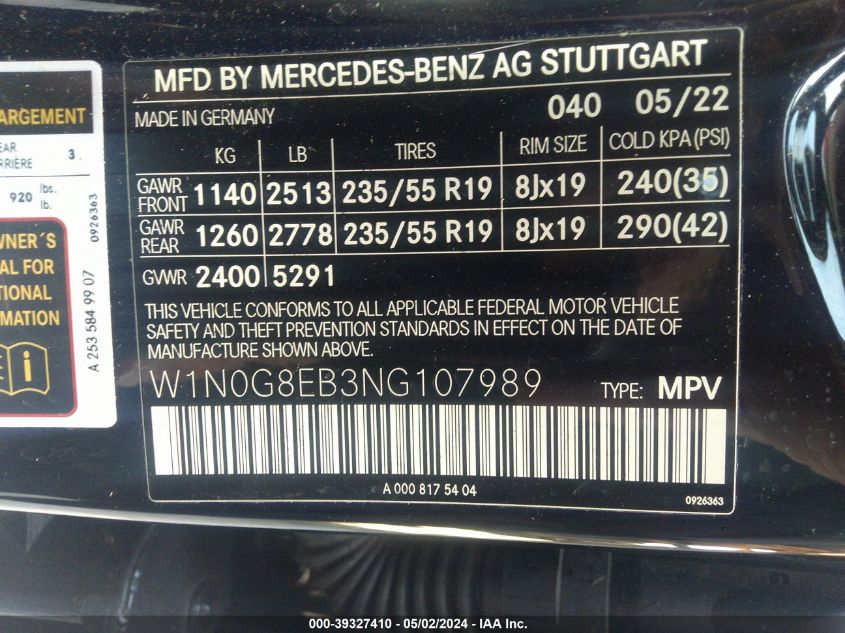 ARGEMENT
3.
920 lbs.
lb.
0926363
WNER´S
AL FOR
TIONAL
RMATION
A 253 584 99 07
MFD BY MERCEDES-BENZ AG STUTTGART
MADE IN GERMANY 040 05/22
KG LB TIRES RIM SIZE COLD KPA (PSI)
GAWR FRONT 1140 2513 235/55 R19 8Jx19 240(35)
GAWR REAR 1260 2778 235/55 R19 8Jx19 290(42)
GVWR 2400 5291
THIS VEHICLE CONFORMS TO ALL APPLICABLE FEDERAL MOTOR VEHICLE
SAFETY AND THEFT PREVENTION STANDARDS IN EFFECT ON THE DATE OF
MANUFACTURE SHOWN ABOVE.
W1N0G8EB3NG107989 TYPE: MPV
A 000 817 54 04
0926363
000-39327410 - 05/02/2024 - IAA Inc.